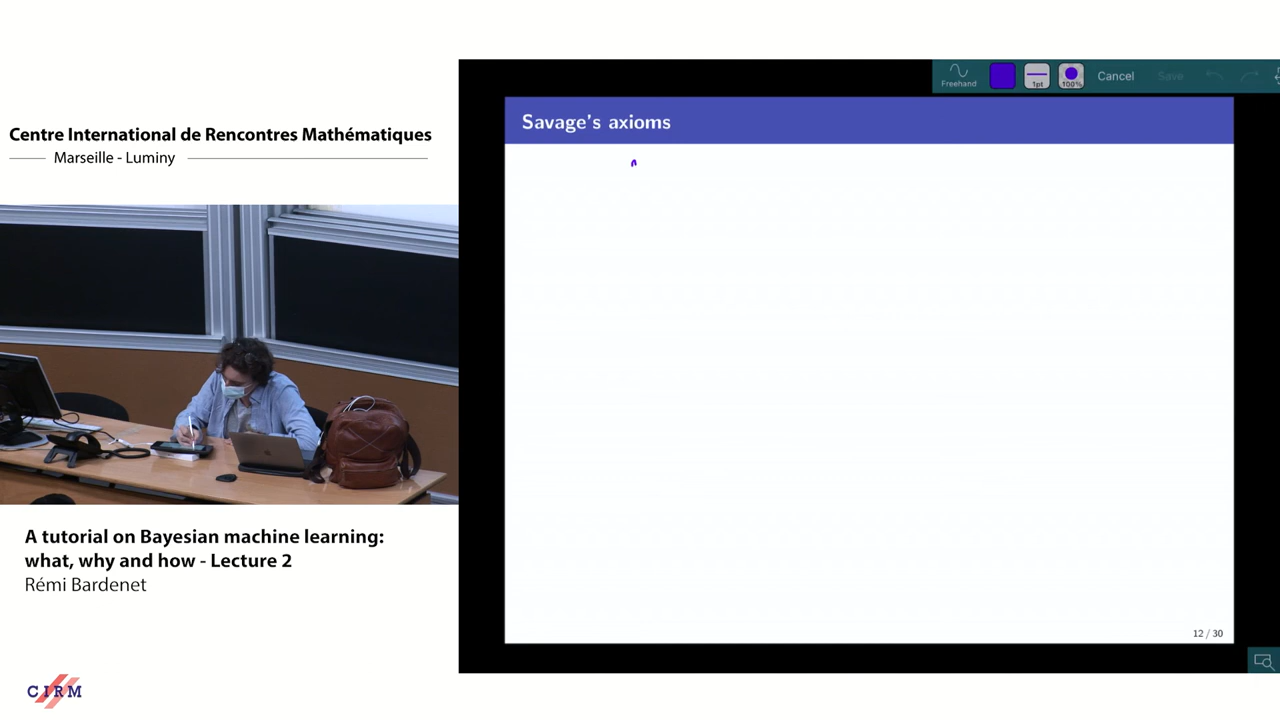 Centre International de Rencontres Mathématiques
Marseille - Luminy
A tutorial on Bayesian machine learning:
what, why and how - Lecture 2
Rémi Bardenet
CIRM
Freehand
1pt
100%
Cancel
Save
Savage's axioms
12 / 30